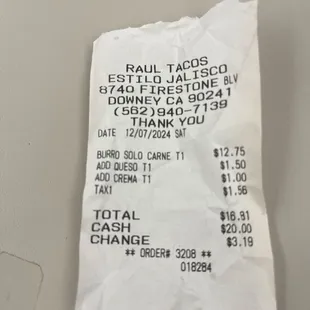 RAUL TACOS
ESTILO JALISCO
8740 FIRESTONE BLV
DOWNEY CA 90241
(562)940-7139
THANK YOU
DATE 12/07/2024 SAT
BURRO SOLO CARNE T1 $12.75
ADD QUESO T1 $1.50
ADD CREMA T1 $1.00
TAX1 $1.56
TOTAL $16.81
CASH $20.00
CHANGE $3.19
** ORDER# 3208 **
018284